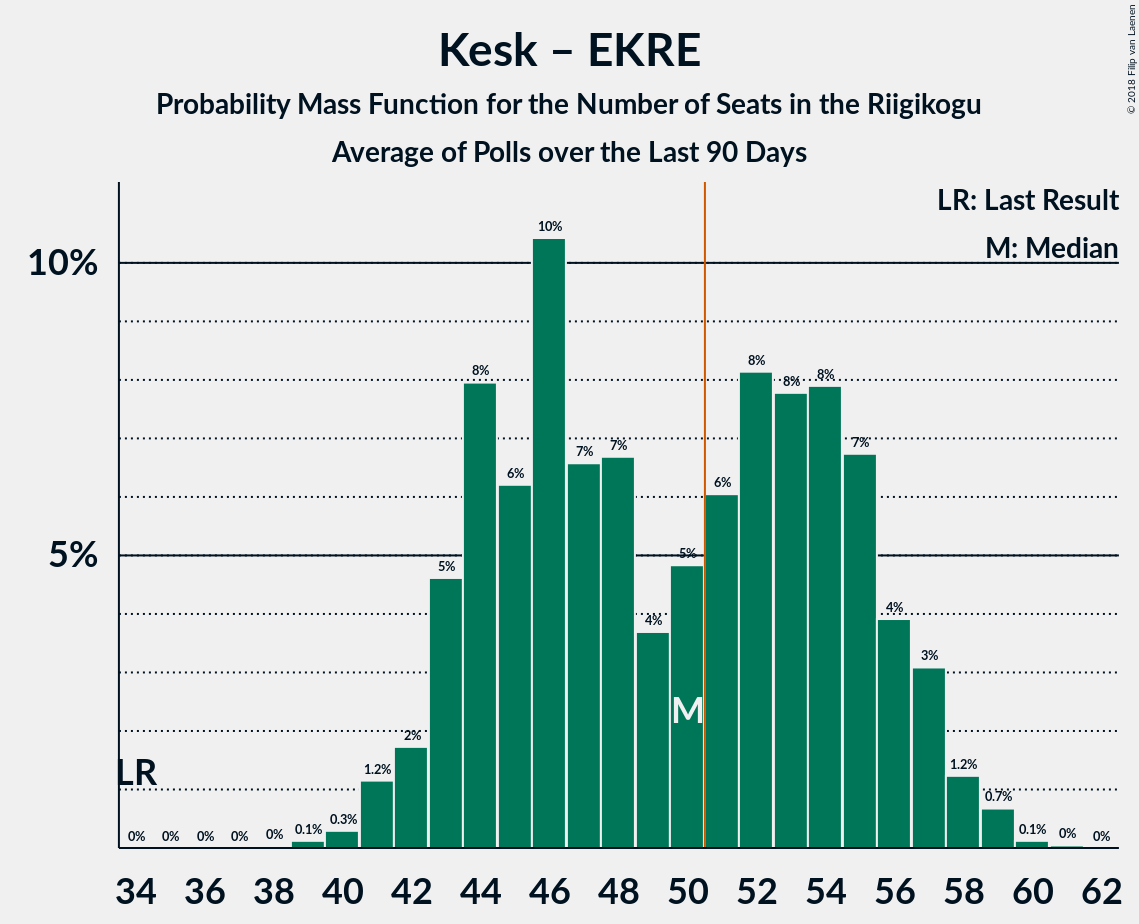 Kesk – EKRE
Probability Mass Function for the Number of Seats in the Riigikogu
Average of Polls over the Last 90 Days
© 2018 Filip van Laenen
LR: Last Result
M: Median
10%
5%
0% 0% 0% 0% 0% 0.1% 0.3% 1.2% 2% 5% 8% 6% 10% 7% 7% 4% 5% 6% 8% 8% 8% 7% 4% 3% 1.2% 0.7% 0.1% 0% 0%
M
LR
34 36 38 40 42 44 46 48 50 52 54 56 58 60 62